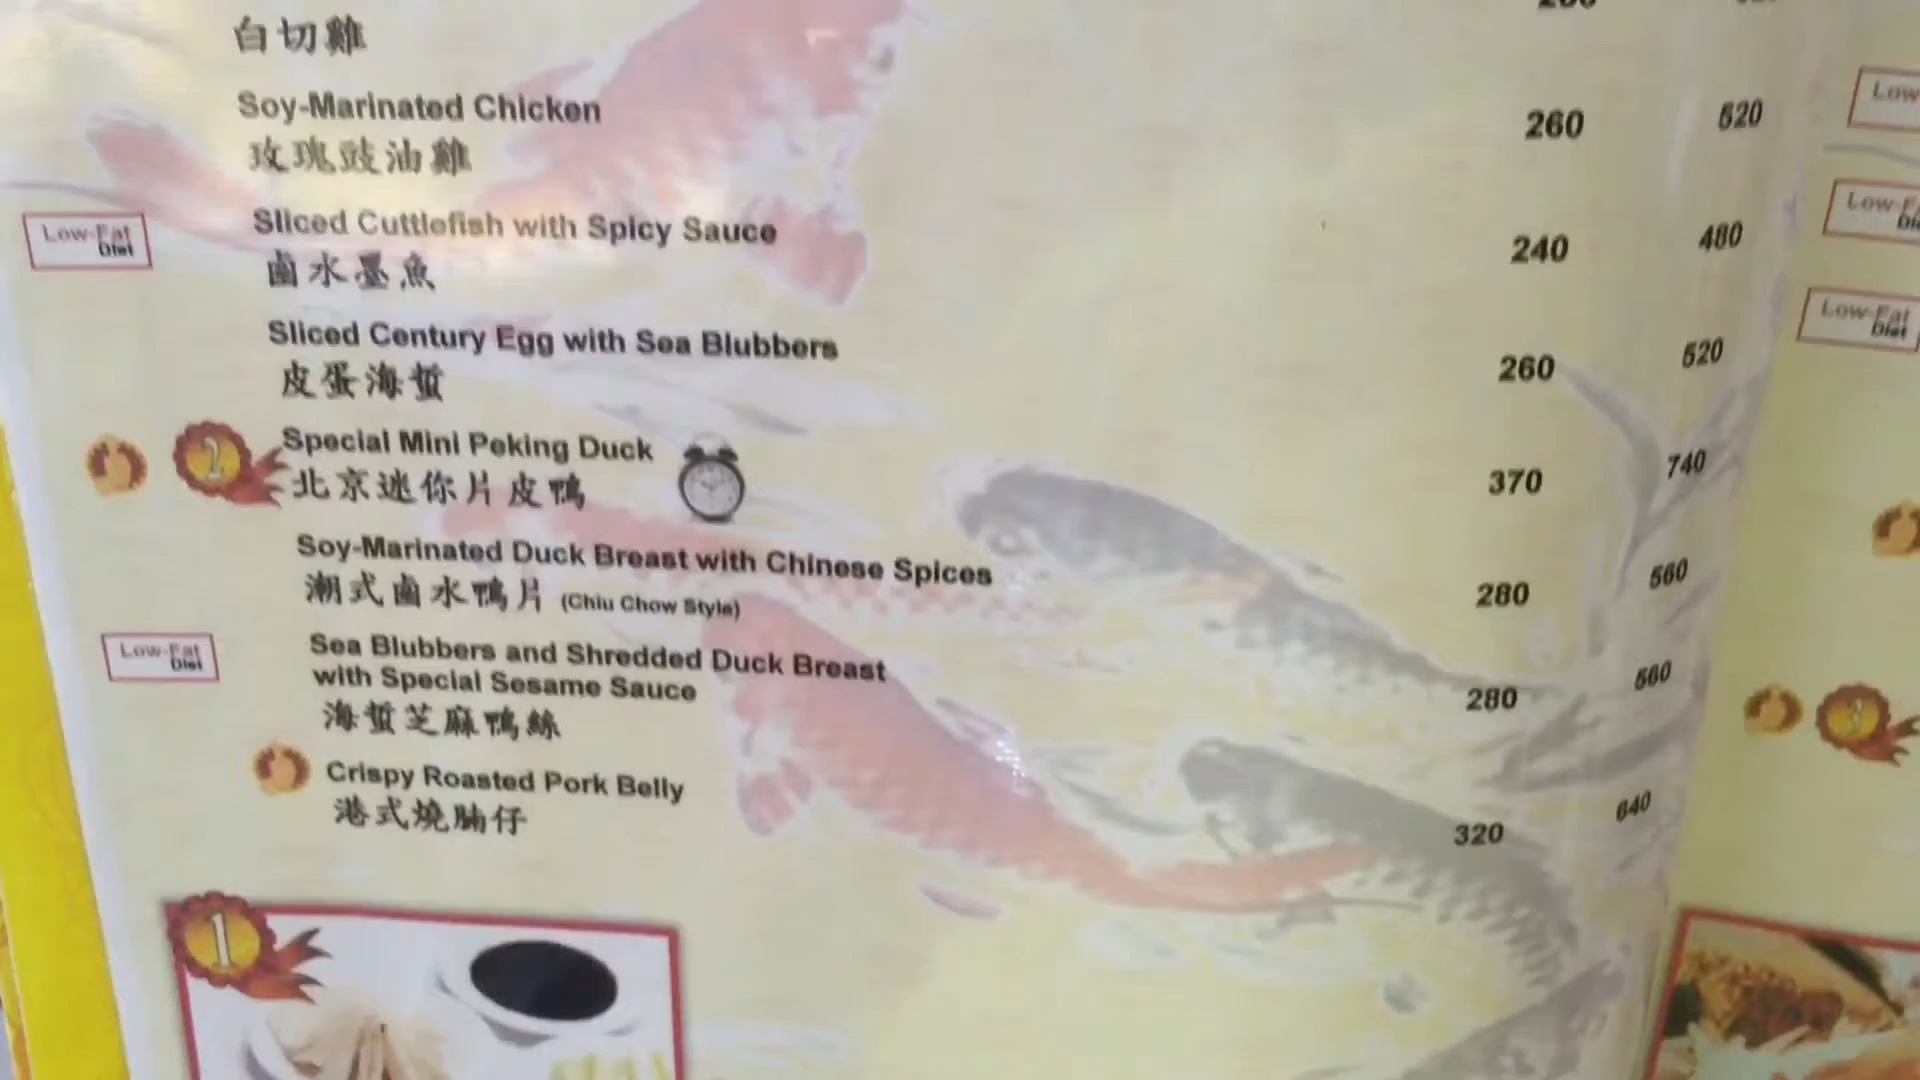 白切雞
Soy-Marinated Chicken 260 520
玫瑰豉油雞
Low-Fat Diet
Sliced Cuttlefish with Spicy Sauce 240 480
鹵水墨魚
Sliced Century Egg with Sea Blubbers 260 520
皮蛋海蜇
2
Special Mini Peking Duck 370 740
北京迷你片皮鴨
Soy-Marinated Duck Breast with Chinese Spices 280 560
潮式鹵水鴨片 (Chiu Chow Style)
Low-Fat Diet
Sea Blubbers and Shredded Duck Breast
with Special Sesame Sauce 280 560
海蜇芝麻鴨絲
Crispy Roasted Pork Belly 320 640
港式燒腩仔
1
Low
Low-F
Low-Fat
Diet
3